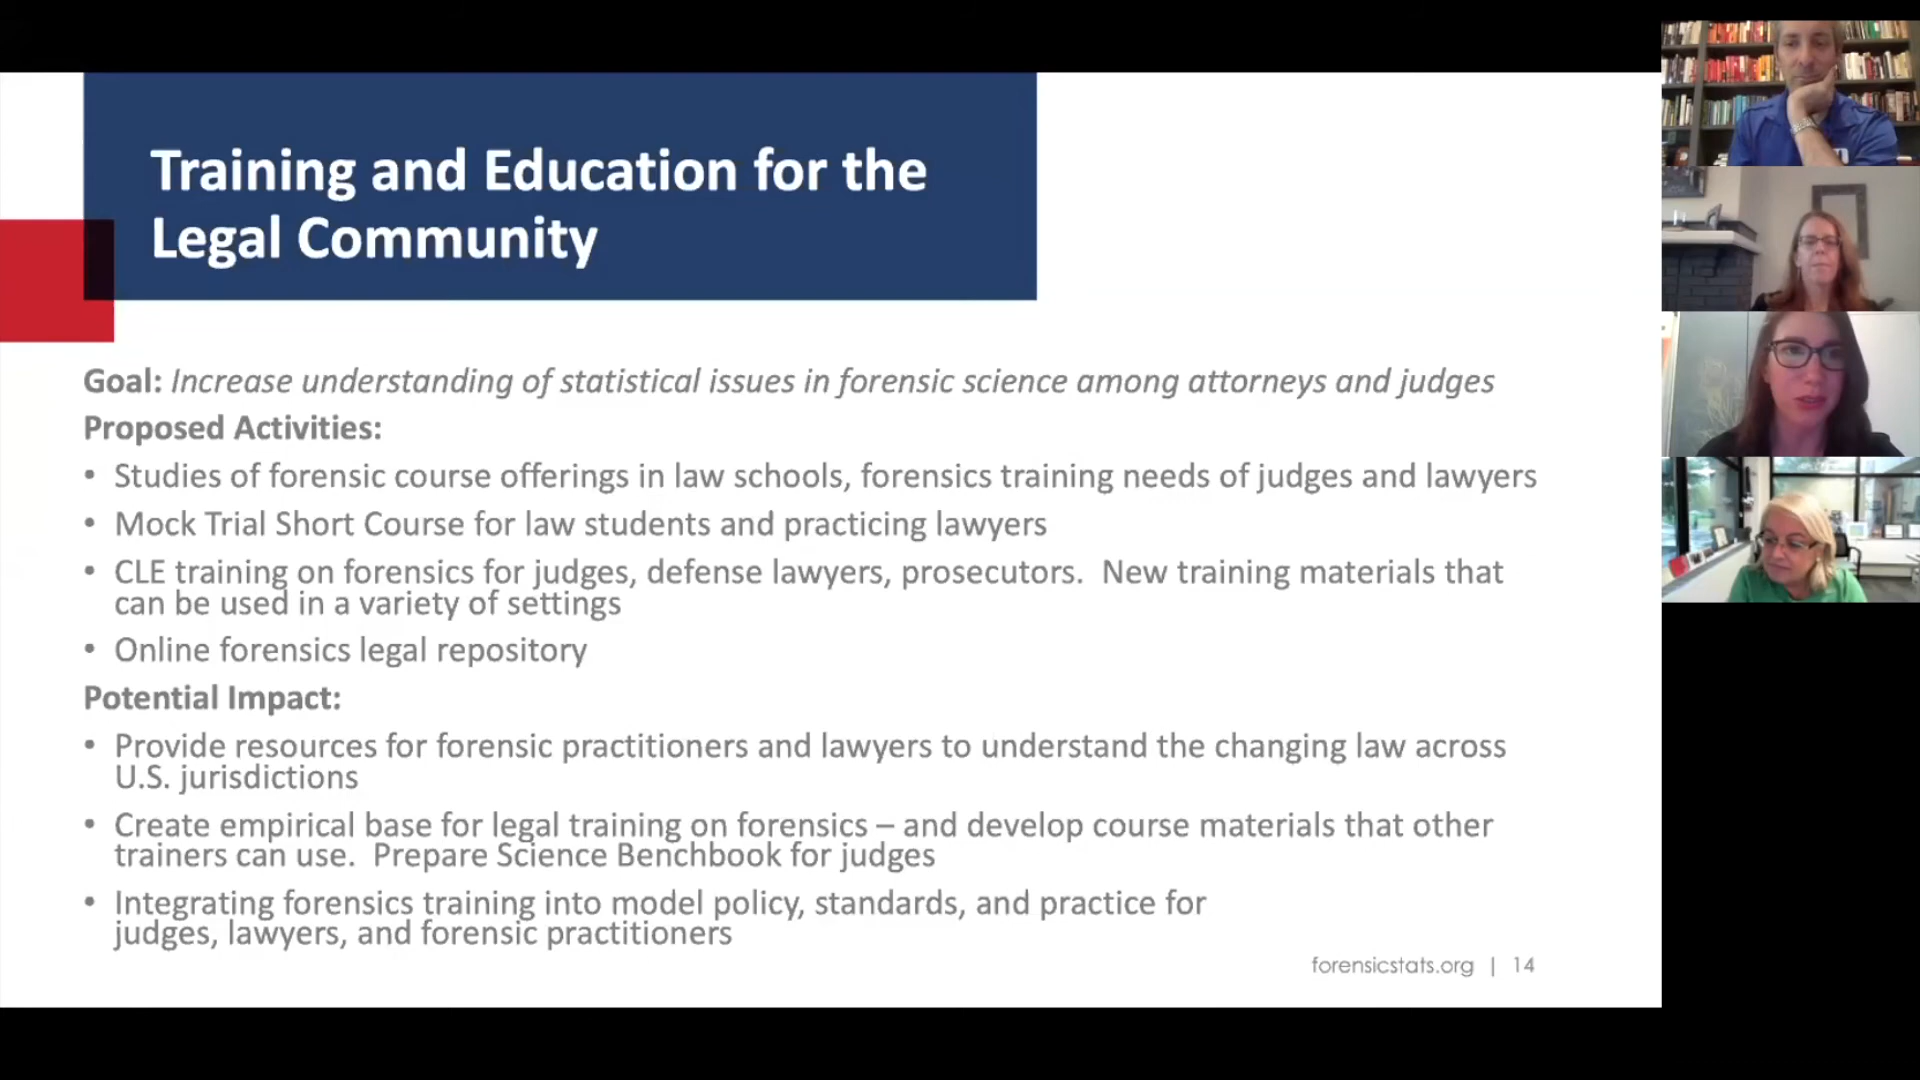 Training and Education for the
Legal Community
Goal: Increase understanding of statistical issues in forensic science among attorneys and judges
Proposed Activities:
• Studies of forensic course offerings in law schools, forensics training needs of judges and lawyers
• Mock Trial Short Course for law students and practicing lawyers
• CLE training on forensics for judges, defense lawyers, prosecutors.  New training materials that
can be used in a variety of settings
• Online forensics legal repository
Potential Impact:
• Provide resources for forensic practitioners and lawyers to understand the changing law across
U.S. jurisdictions
• Create empirical base for legal training on forensics – and develop course materials that other
trainers can use.  Prepare Science Benchbook for judges
• Integrating forensics training into model policy, standards, and practice for
judges, lawyers, and forensic practitioners
forensicstats.org | 14